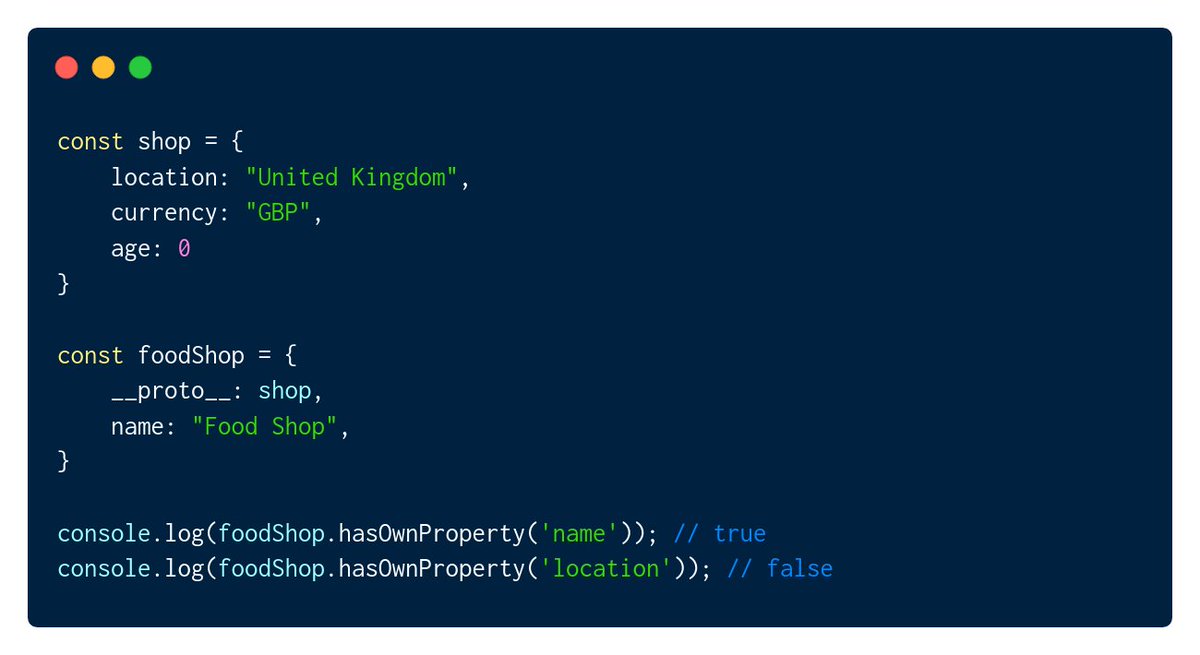 const shop = {
    location: "United Kingdom",
    currency: "GBP",
    age: 0
}

const foodShop = {
    __proto__: shop,
    name: "Food Shop",
}

console.log(foodShop.hasOwnProperty('name')); // true
console.log(foodShop.hasOwnProperty('location')); // false